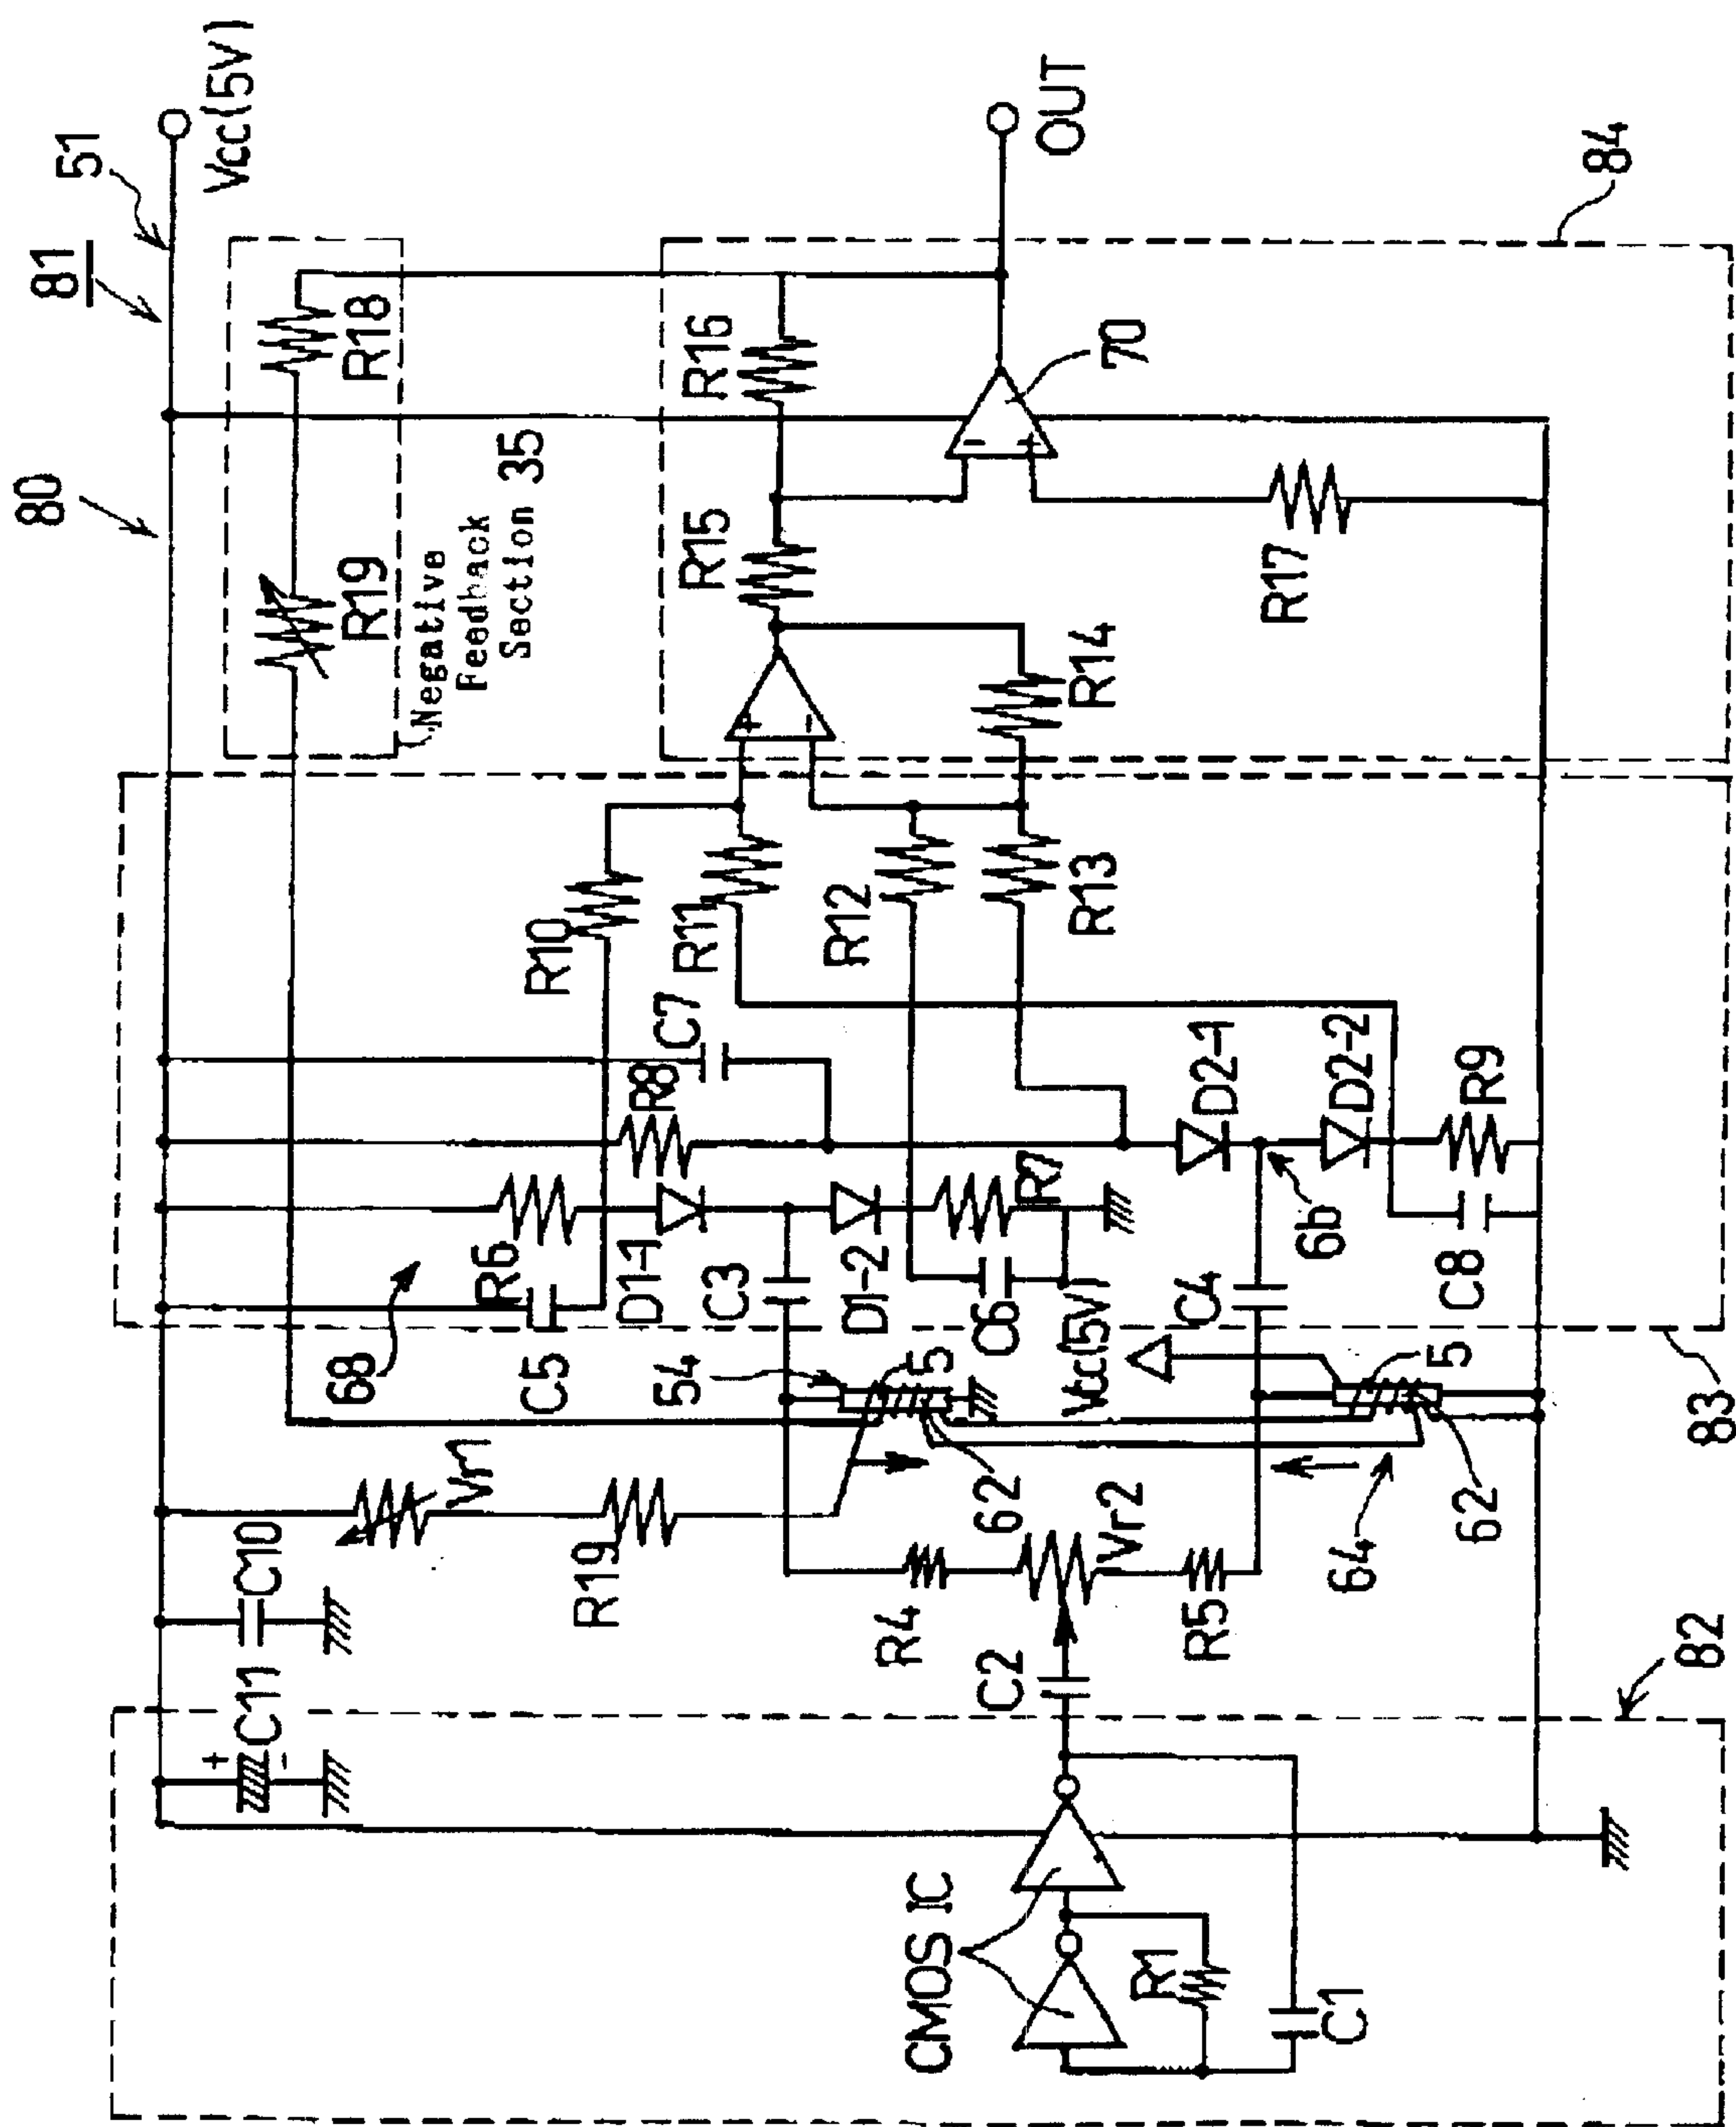 80
81
51
Vcc(5V)
C11
+
-
C10
Vr1
R19
68
C5
R6
R8
C7
R10
R19
R18
Negative
Feedback
Section 35
R15
R16
R11
R12
R13
R14
+
-
-
+
70
OUT
54
5
D1-1
C3
D1-2
C6
R7
Vcc(5V)
62
R4
Vr2
R5
C2
C4
6b
D2-1
D2-2
R9
C8
R17
5
62
64
CMOS IC
R1
C1
82
83
84